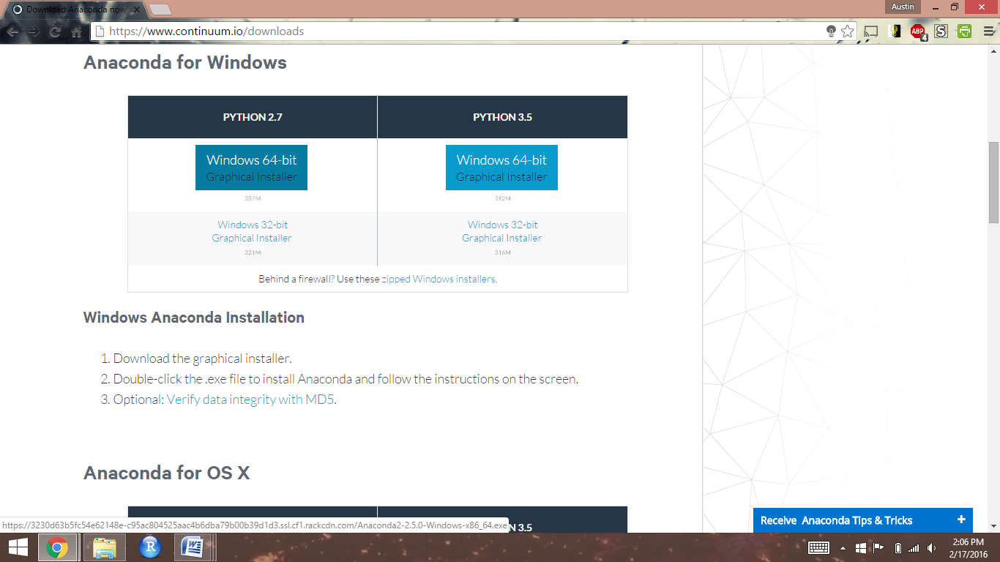 Download Anaconda now
Austin
https://www.continuum.io/downloads
ABP
4
S
Anaconda for Windows
PYTHON 2.7
PYTHON 3.5
Windows 64-bit
Graphical Installer
387M
Windows 64-bit
Graphical Installer
392M
Windows 32-bit
Graphical Installer
321M
Windows 32-bit
Graphical Installer
316M
Behind a firewall? Use these zipped Windows installers.
Windows Anaconda Installation
1. Download the graphical installer.
2. Double-click the .exe file to install Anaconda and follow the instructions on the screen.
3. Optional: Verify data integrity with MD5.
Anaconda for OS X
N 3.5
https://3230d63b5fc54e62148e-c95ac804525aac4b6dba79b00b39d1d3.ssl.cf1.rackcdn.com/Anaconda2-2.5.0-Windows-x86_64.exe
Receive Anaconda Tips & Tricks +
R
W
2:06 PM
2/17/2016